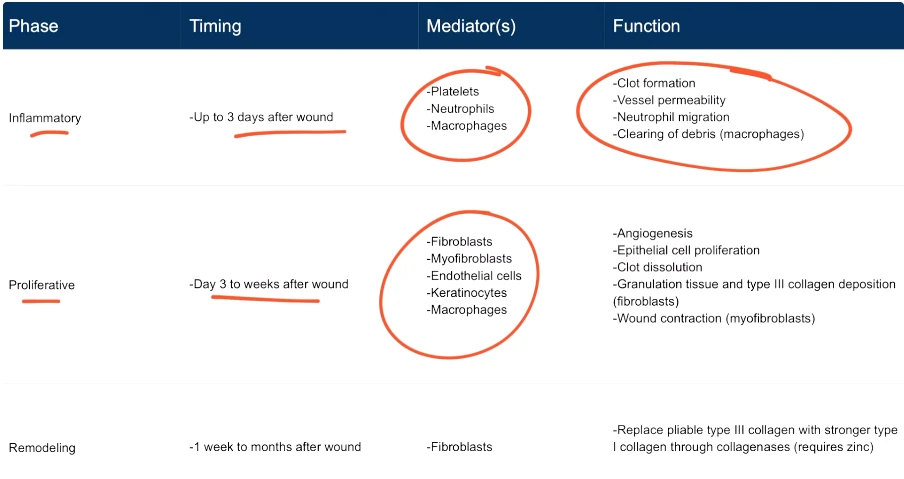 Phase Timing Mediator(s) Function
Inflammatory
-Up to 3 days after wound
-Platelets
-Neutrophils
-Macrophages
-Clot formation
-Vessel permeability
-Neutrophil migration
-Clearing of debris (macrophages)
Proliferative
-Day 3 to weeks after wound
-Fibroblasts
-Myofibroblasts
-Endothelial cells
-Keratinocytes
-Macrophages
-Angiogenesis
-Epithelial cell proliferation
-Clot dissolution
-Granulation tissue and type III collagen deposition
(fibroblasts)
-Wound contraction (myofibroblasts)
Remodeling
-1 week to months after wound
-Fibroblasts
-Replace pliable type III collagen with stronger type
I collagen through collagenases (requires zinc)